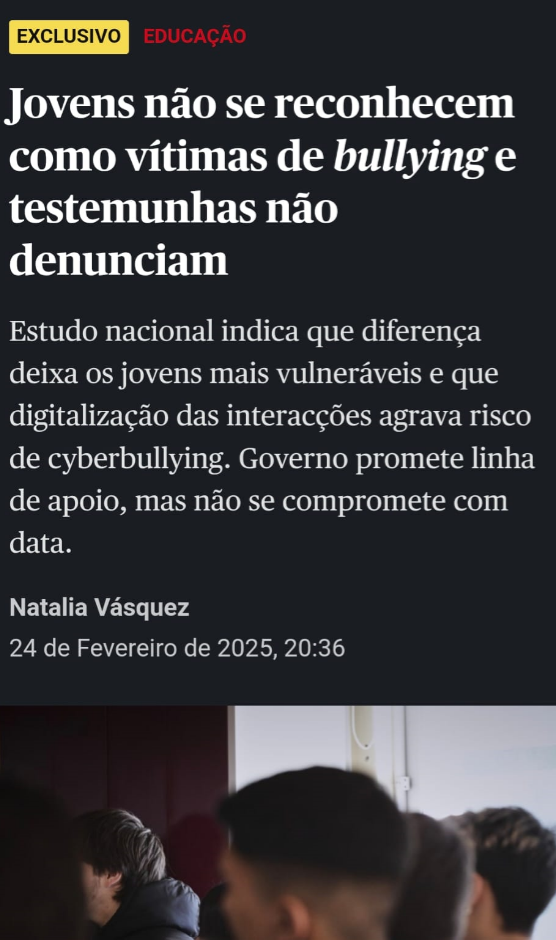 EXCLUSIVO EDUCAÇÃO
Jovens não se reconhecem
como vítimas de bullying e
testemunhas não
denunciam
Estudo nacional indica que diferença
deixa os jovens mais vulneráveis e que
digitalização das interacções agrava risco
de cyberbullying. Governo promete linha
de apoio, mas não se compromete com
data.
Natalia Vásquez
24 de Fevereiro de 2025, 20:36